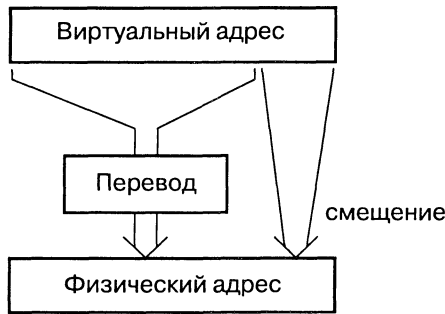 Виртуальный адрес
Перевод
смещение
Физический адрес